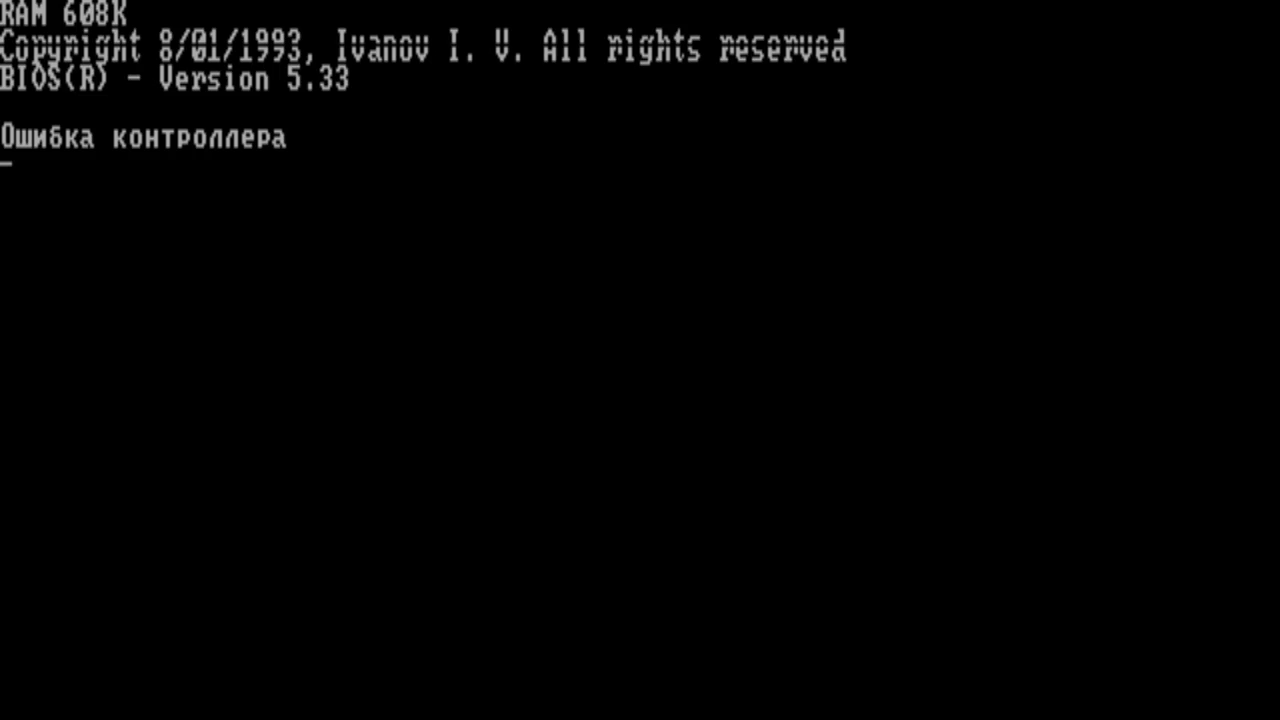 RAM 608K
Copyright 8/01/1993, Ivanov I. V. All rights reserved
BIOS(R) - Version 5.33
Ошибка контроллера